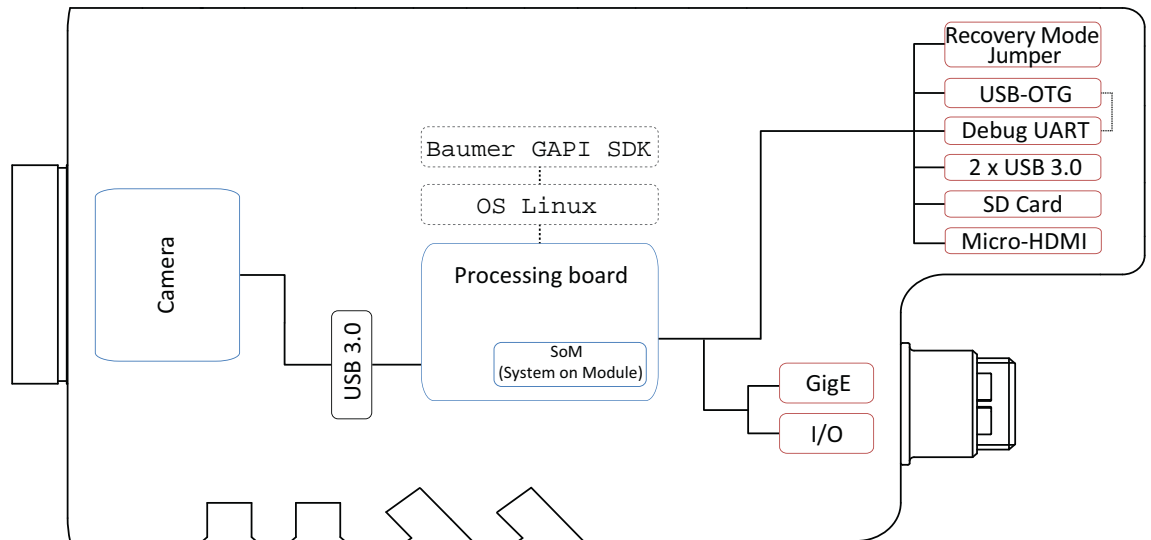 Recovery Mode
Jumper
USB-OTG
Debug UART
2 x USB 3.0
SD Card
Micro-HDMI
Baumer GAPI SDK
OS Linux
Processing board
SoM
(System on Module)
Camera
USB 3.0
GigE
I/O